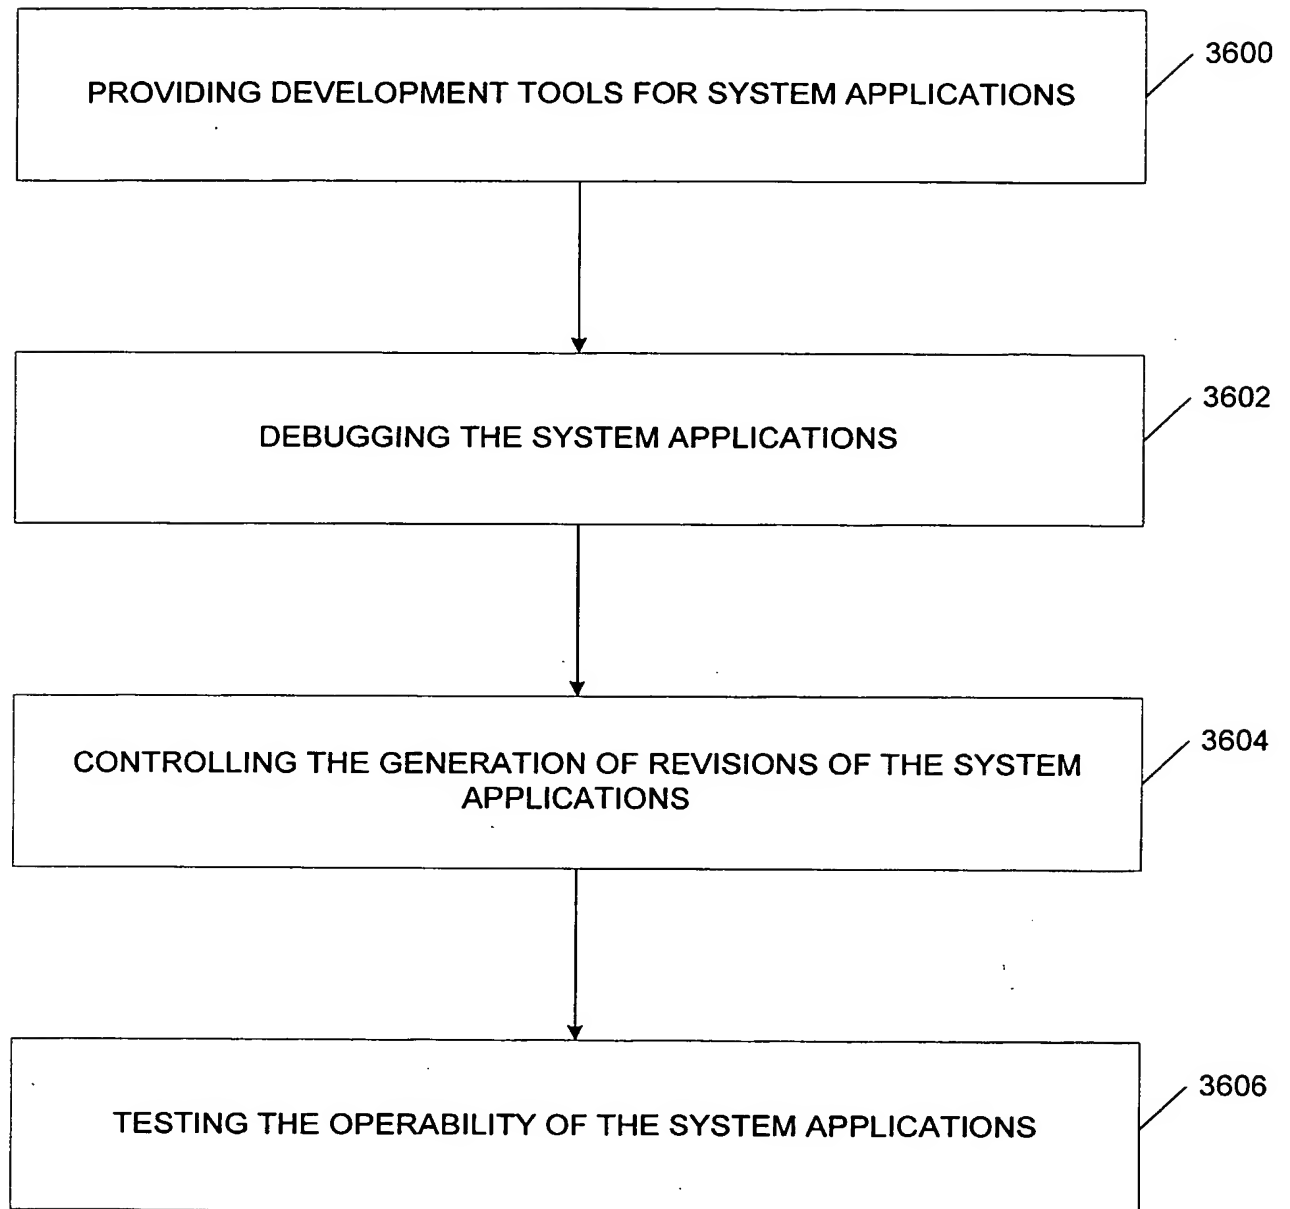 3600
PROVIDING DEVELOPMENT TOOLS FOR SYSTEM APPLICATIONS
3602
DEBUGGING THE SYSTEM APPLICATIONS
3604
CONTROLLING THE GENERATION OF REVISIONS OF THE SYSTEM
APPLICATIONS
3606
TESTING THE OPERABILITY OF THE SYSTEM APPLICATIONS